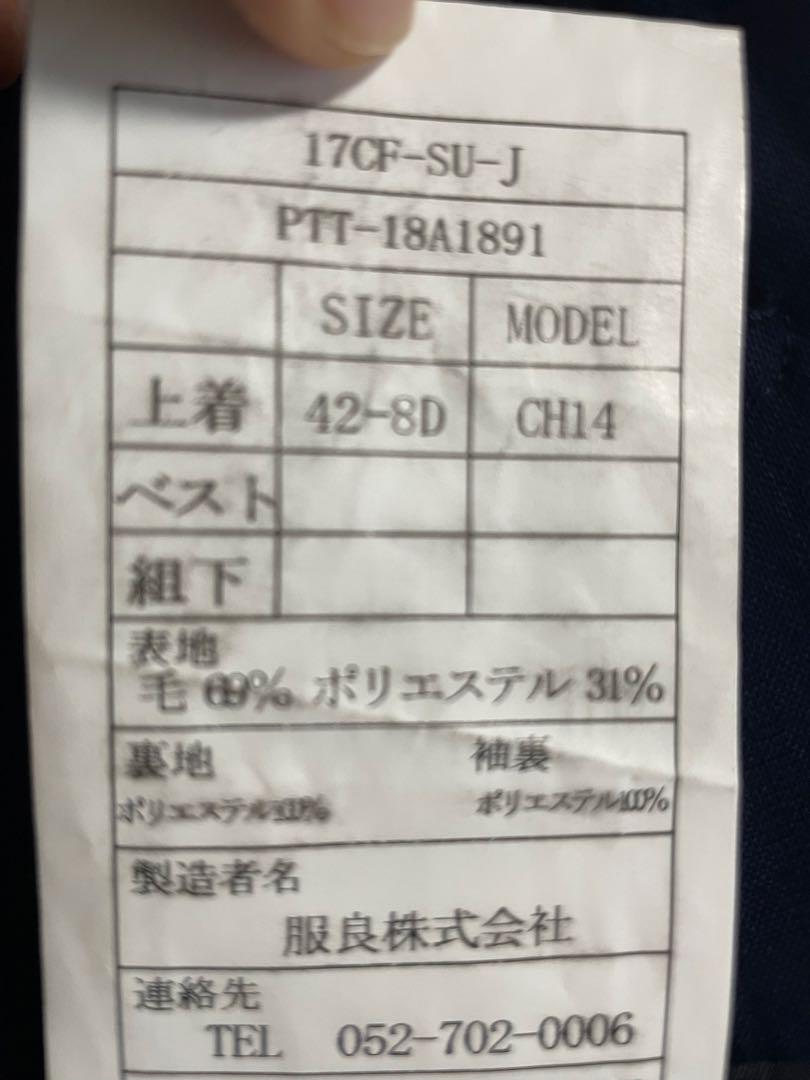 17CF-SU-J
PTT-18A1891
SIZE MODEL
上着 42-8D CH14
ベスト
組下
表地
毛 69% ポリエステル 31%
裏地 袖裏
ポリエステル100% ポリエステル100%
製造者名
服良株式会社
連絡先
TEL 052-702-0006